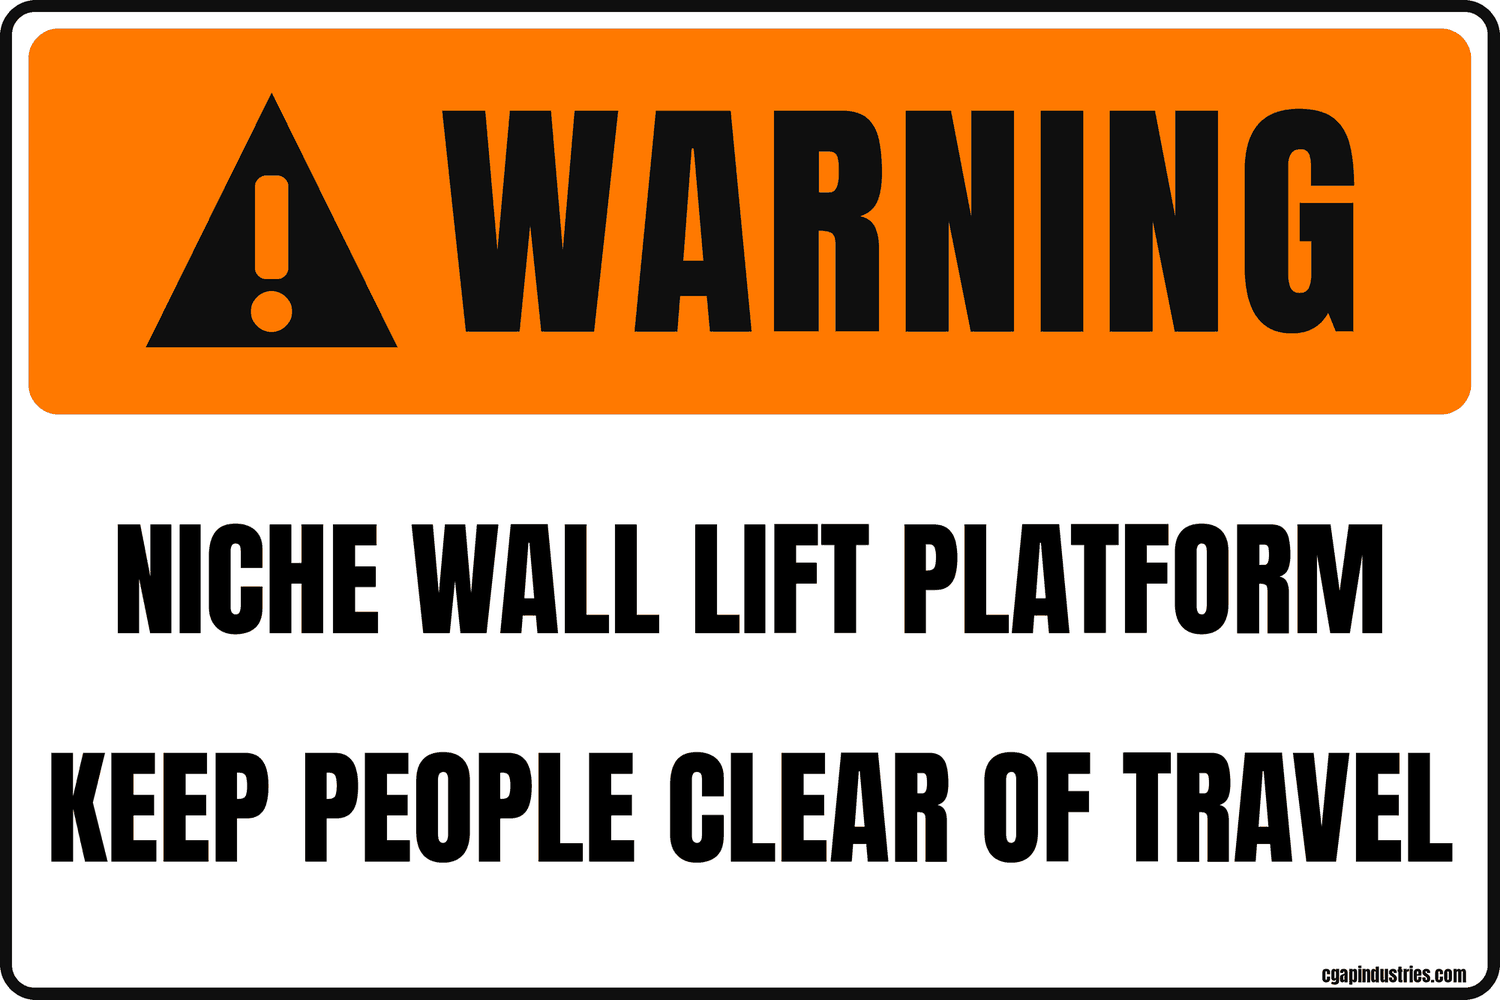 WARNING
NICHE WALL LIFT PLATFORM
KEEP PEOPLE CLEAR OF TRAVEL
cgapindustries.com